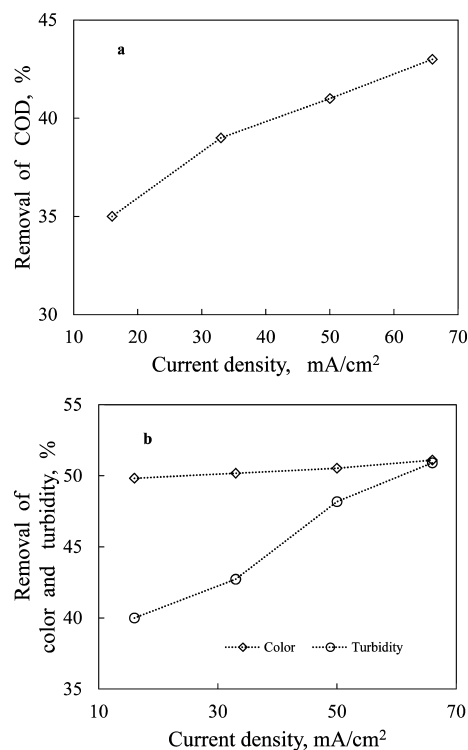 45
a
40
35
30
10 20 30 40 50 60 70
Removal of
COD, %
Current density, mA/cm²
55
b
50
45
40
35
Color Turbidity
10 30 50 70
Removal of
color and turbidity, %
Current density, mA/cm²